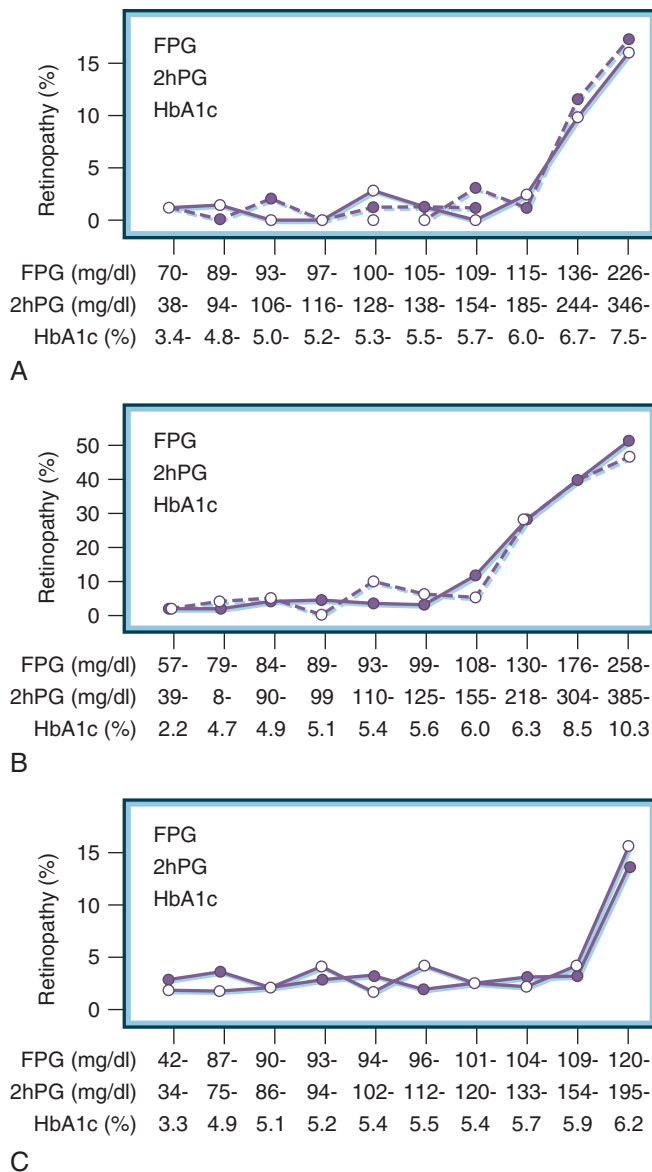 FPG
2hPG
HbA1c
Retinopathy (%)
15
10
5
0
FPG (mg/dl) 70- 89- 93- 97- 100- 105- 109- 115- 136- 226-
2hPG (mg/dl) 38- 94- 106- 116- 128- 138- 154- 185- 244- 346-
HbA1c (%) 3.4- 4.8- 5.0- 5.2- 5.3- 5.5- 5.7- 6.0- 6.7- 7.5-
A
FPG
2hPG
HbA1c
Retinopathy (%)
50
40
30
20
10
0
FPG (mg/dl) 57- 79- 84- 89- 93- 99- 108- 130- 176- 258-
2hPG (mg/dl) 39- 8- 90- 99 110- 125- 155- 218- 304- 385-
HbA1c (%) 2.2 4.7 4.9 5.1 5.4 5.6 6.0 6.3 8.5 10.3
B
FPG
2hPG
HbA1c
Retinopathy (%)
15
10
5
0
FPG (mg/dl) 42- 87- 90- 93- 94- 96- 101- 104- 109- 120-
2hPG (mg/dl) 34- 75- 86- 94- 102- 112- 120- 133- 154- 195-
HbA1c (%) 3.3 4.9 5.1 5.2 5.4 5.5 5.4 5.7 5.9 6.2
C